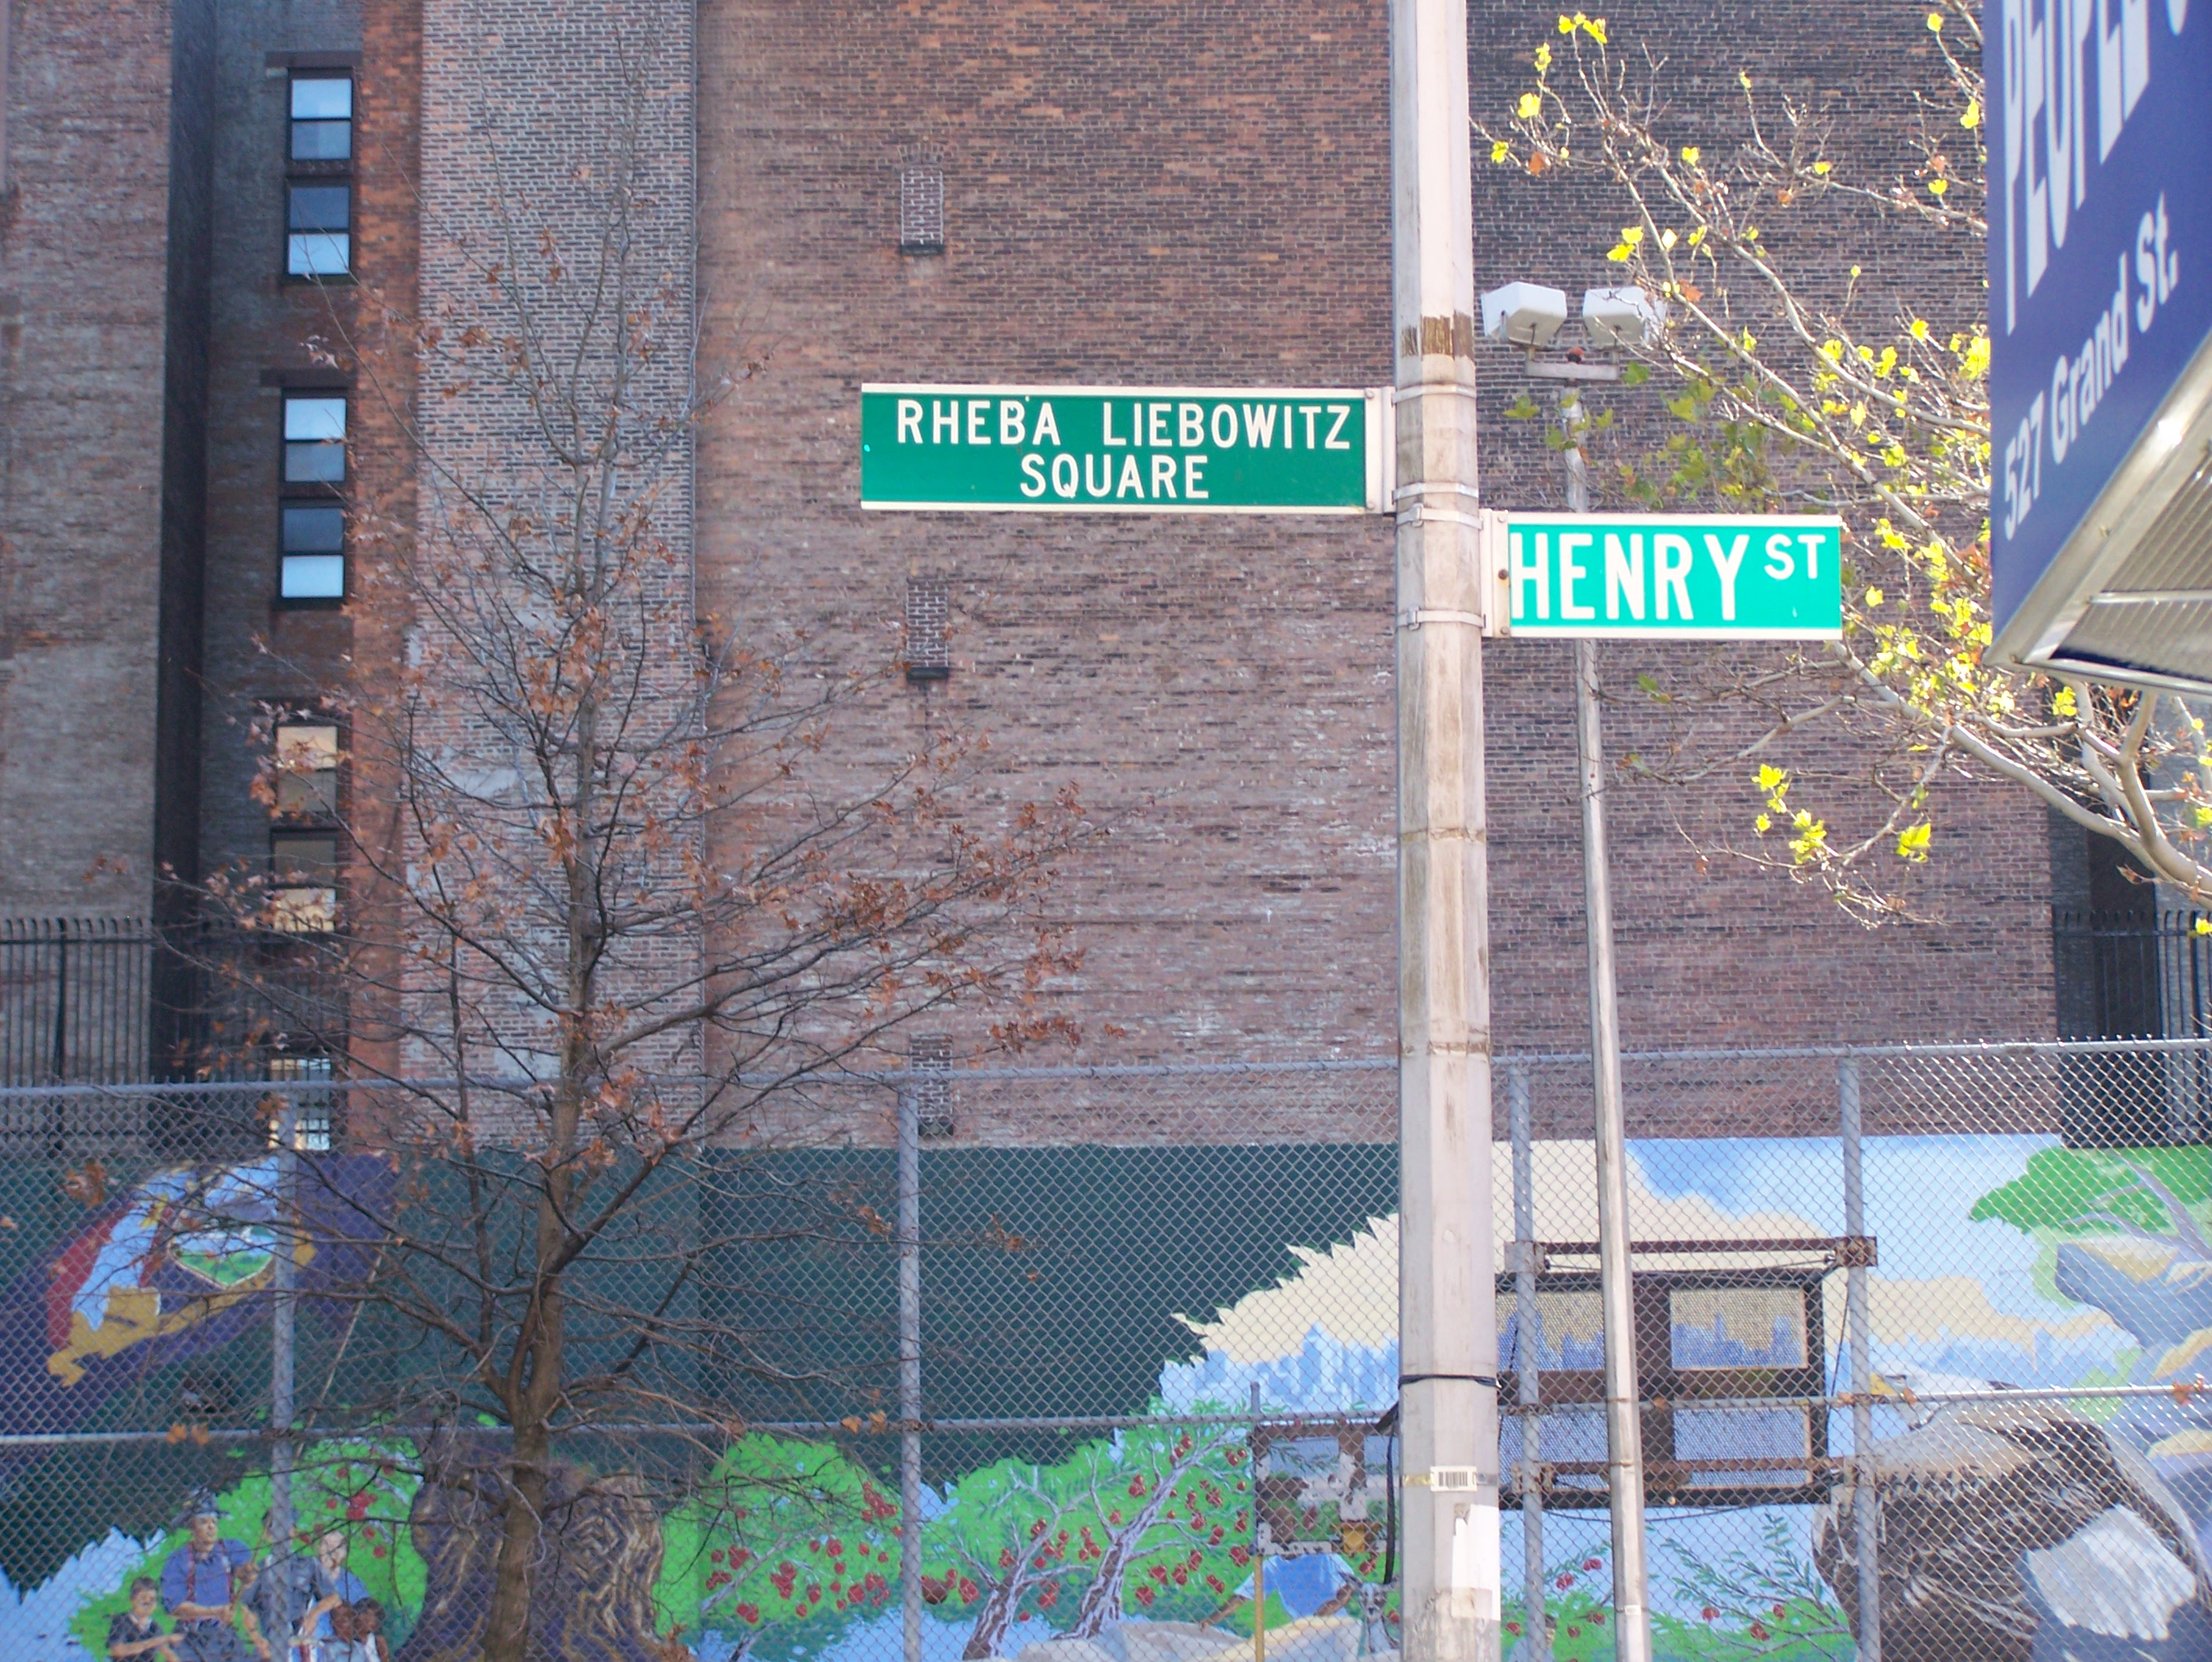 RHEBA LIEBOWITZ
SQUARE
HENRY ST
527 Grand St.